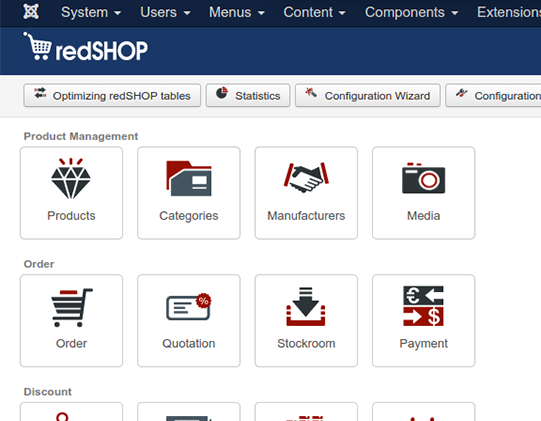 System Users Menus Content Components Extensions
redSHOP
Optimizing redSHOP tables Statistics Configuration Wizard Configuration
Product Management
Products Categories Manufacturers Media
%
Order
€
$
Order Quotation Stockroom Payment
Discount